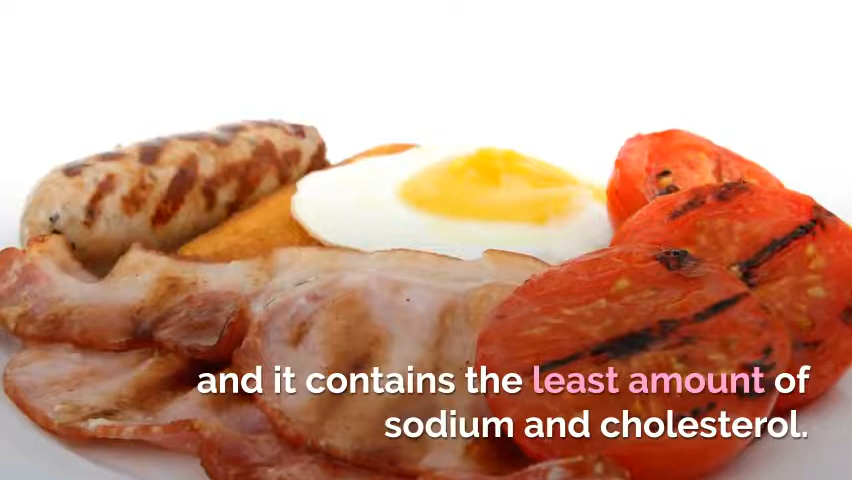 and it contains the least amount of
sodium and cholesterol.